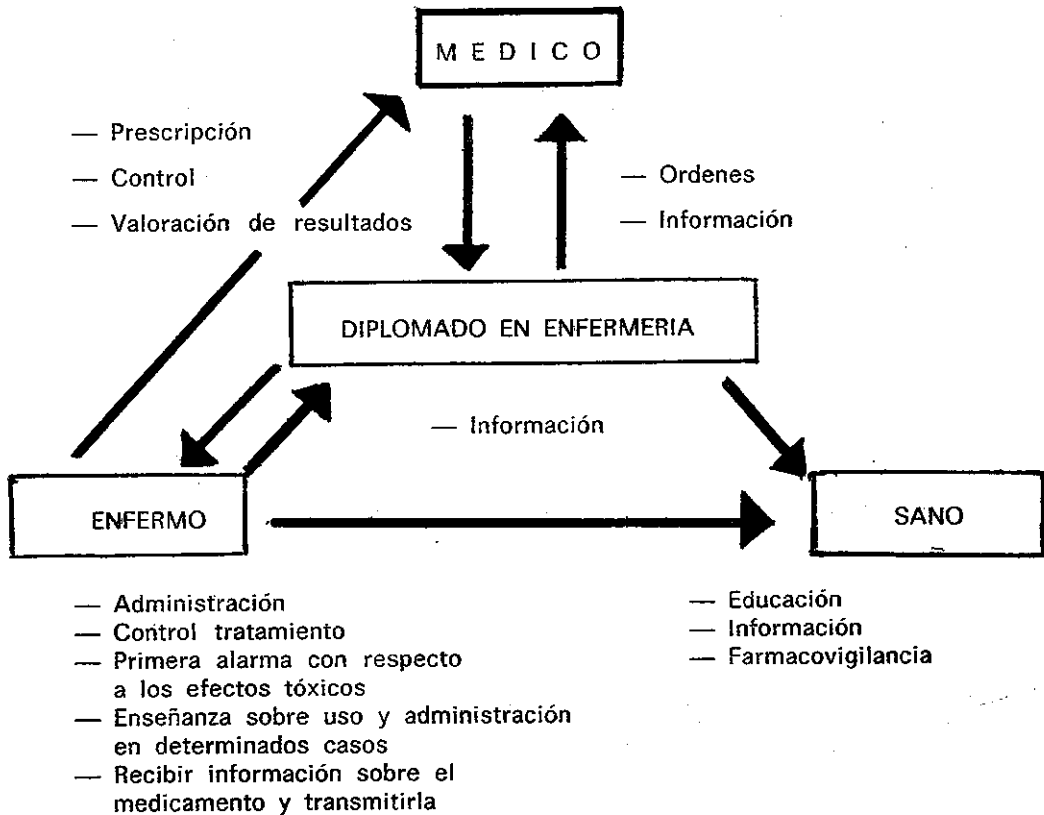 M E D I C O
— Prescripción
— Control
— Valoración de resultados
— Ordenes
— Información
DIPLOMADO EN ENFERMERIA
— Información
ENFERMO
SANO
— Administración
— Control tratamiento
— Primera alarma con respecto
a los efectos tóxicos
— Enseñanza sobre uso y administración
en determinados casos
— Recibir información sobre el
medicamento y transmitirla
— Educación
— Información
— Farmacovigilancia